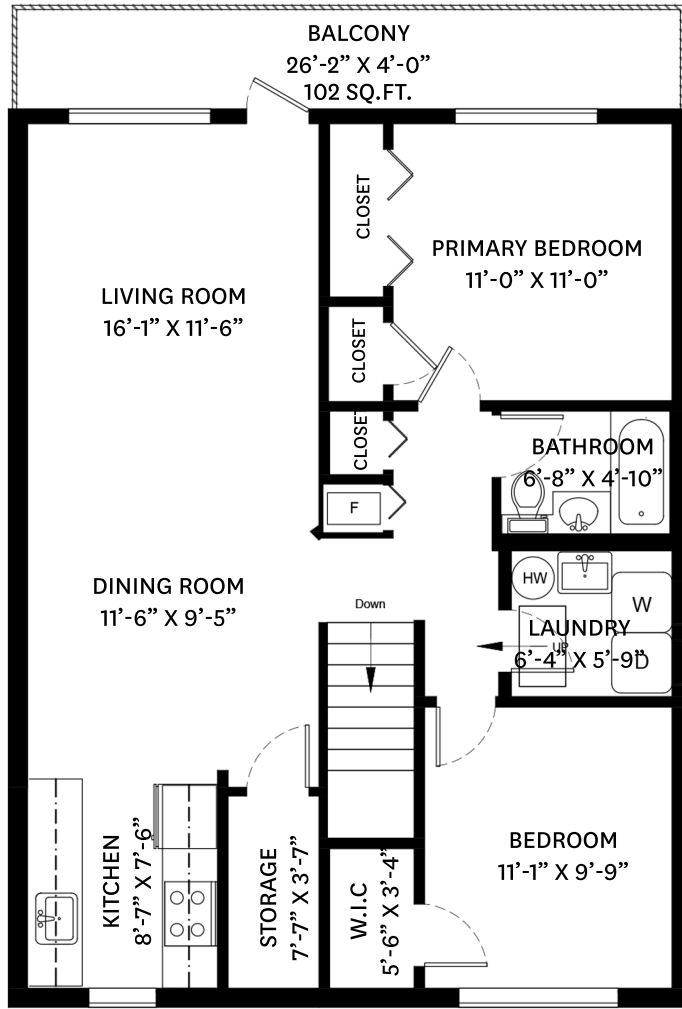 BALCONY
26’-2” X 4’-0”
102 SQ.FT.
CLOSET
PRIMARY BEDROOM
11’-0” X 11’-0”
LIVING ROOM
16’-1” X 11’-6”
CLOSET
CLOSET
BATHROOM
6’-8” X 4’-10”
F
DINING ROOM
11’-6” X 9’-5”
Down
HW
W
LAUNDRY
UP
6’-4” X 5’-9”
D
KITCHEN
8’-7” X 7’-6”
STORAGE
7’-7” X 3’-7”
W.I.C
5’-6” X 3’-4”
BEDROOM
11’-1” X 9’-9”